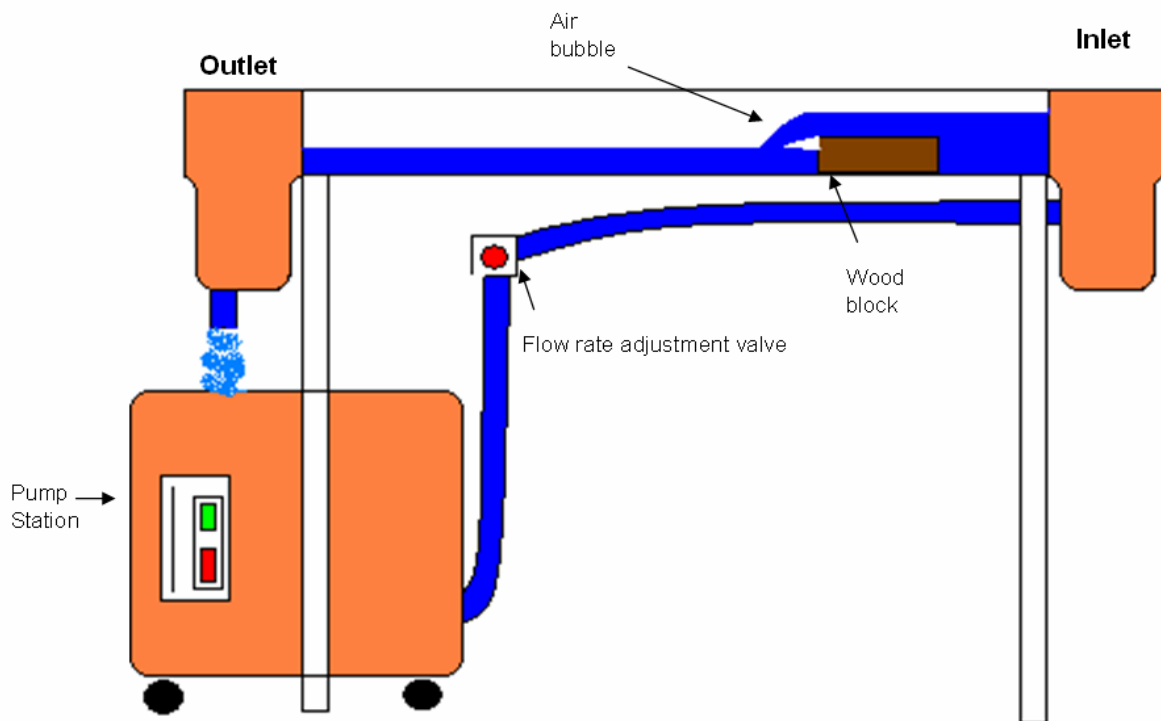 Air
bubble
Inlet
Outlet
Wood
block
Flow rate adjustment valve
Pump
Station